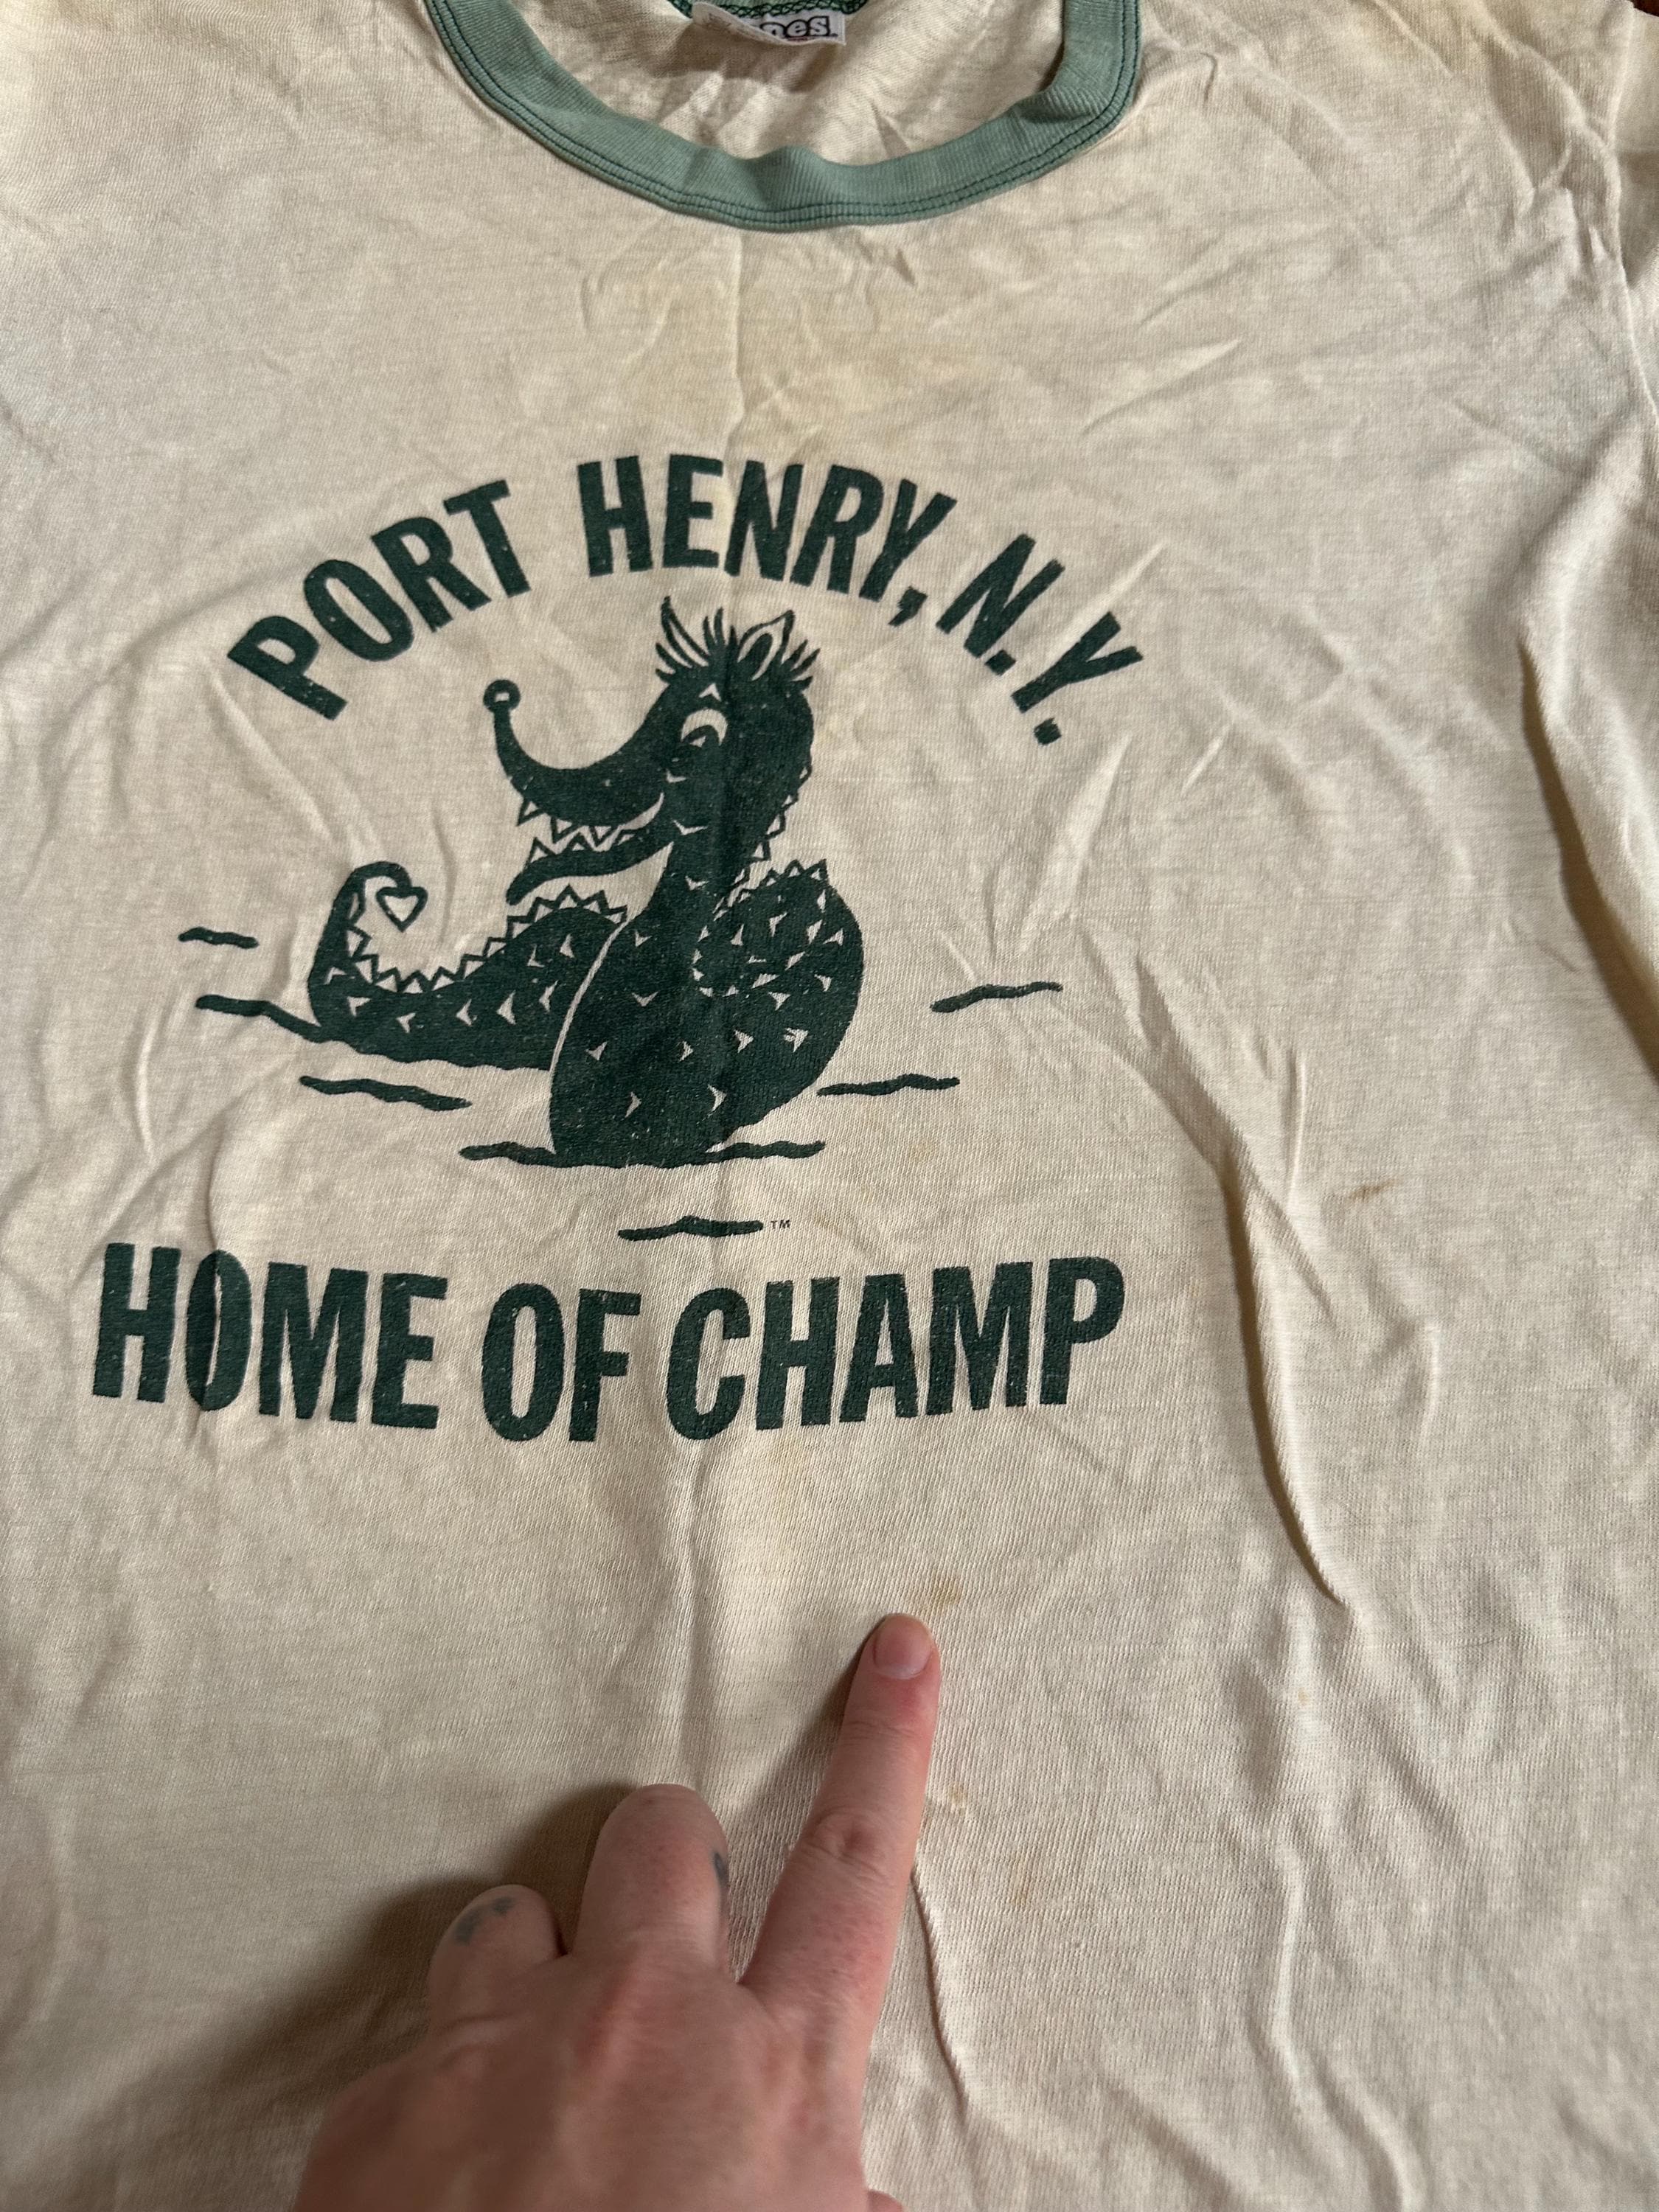 PORT HENRY, N.Y.
TM
HOME OF CHAMP